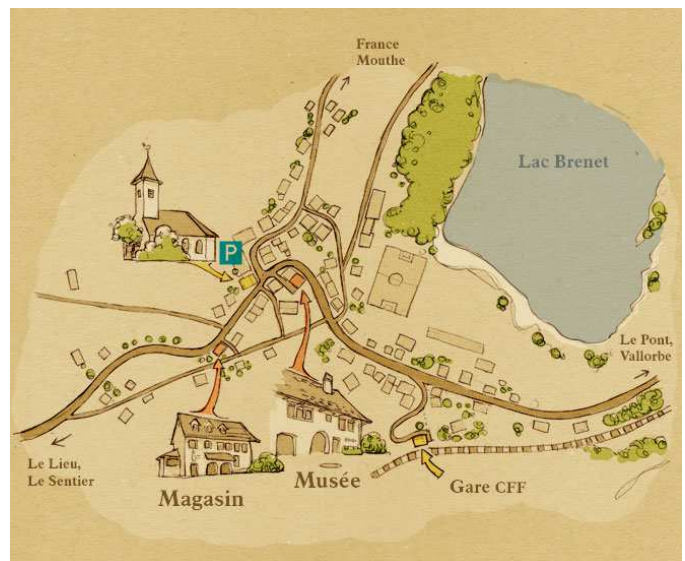 France
Mouthe
Lac Brenet
P
Le Pont,
Vallorbe
Le Lieu,
Le Sentier
Magasin
Musée
Gare CFF